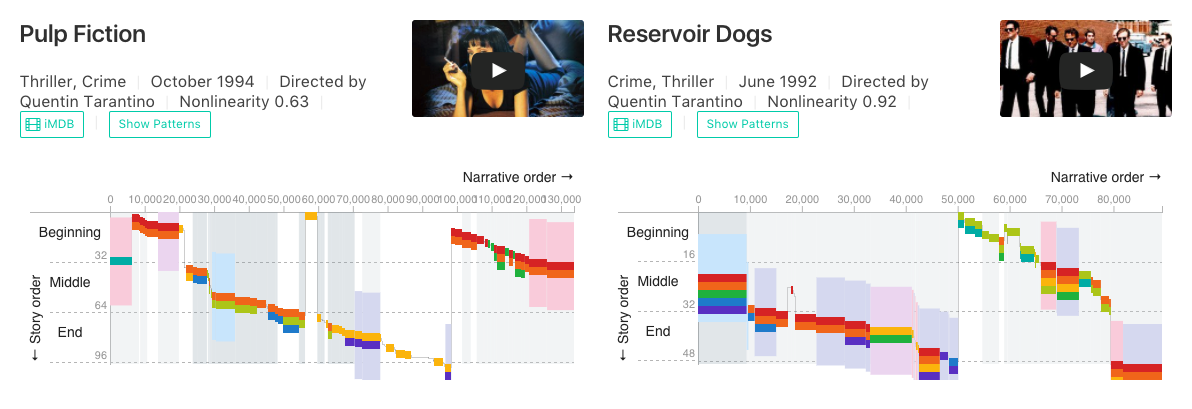 Pulp Fiction
Thriller, Crime | October 1994 | Directed by
Quentin Tarantino | Nonlinearity 0.63 |
iMDB | Show Patterns
Narrative order →
0 10,000 20,000 30,000 40,000 50,000 60,000 70,000 80,000 90,000 100,000 110,000 120,000 130,000
Beginning
32
Middle
64
End
96
← Story order
Reservoir Dogs
Crime, Thriller | June 1992 | Directed by
Quentin Tarantino | Nonlinearity 0.92 |
iMDB | Show Patterns
Narrative order →
0 10,000 20,000 30,000 40,000 50,000 60,000 70,000 80,000
Beginning
16
Middle
32
End
48
← Story order